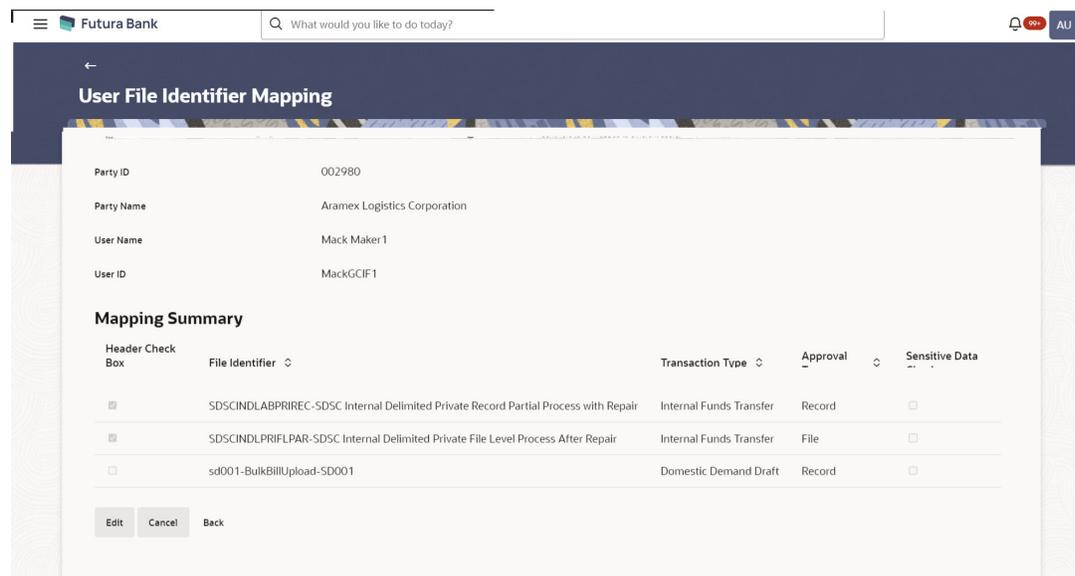 Futura Bank What would you like to do today? 99+ AU
←
User File Identifier Mapping
Party ID 002980
Party Name Aramex Logistics Corporation
User Name Mack Maker1
User ID MackGCIF1
Mapping Summary
Header Check Box File Identifier Transaction Type Approval Sensitive Data
SDSCINDLABPRIREC-SDSC Internal Delimited Private Record Partial Process with Repair Internal Funds Transfer Record
SDSCINDLPRIFLPAR-SDSC Internal Delimited Private File Level Process After Repair Internal Funds Transfer File
sd001-BulkBillUpload-SD001 Domestic Demand Draft Record
Edit Cancel Back